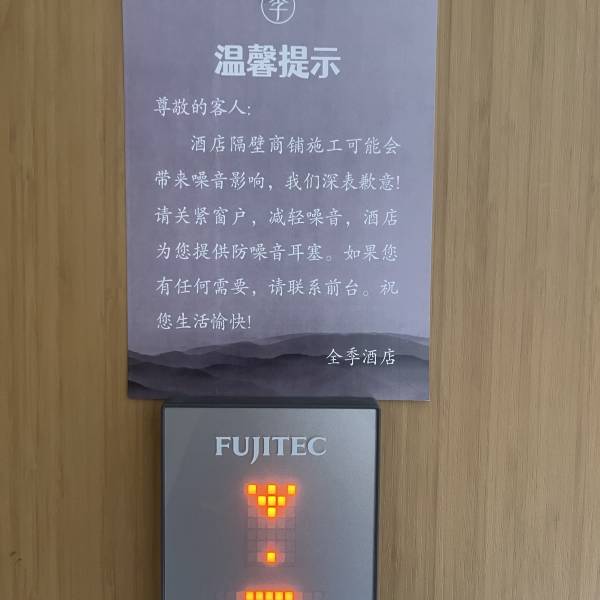 季
温馨提示
尊敬的客人:
酒店隔壁商铺施工可能会
带来噪音影响，我们深表歉意!
请关紧窗户，减轻噪音，酒店
为您提供防噪音耳塞。如果您
有任何需要，请联系前台。祝
您生活愉快!
全季酒店
FUJITEC